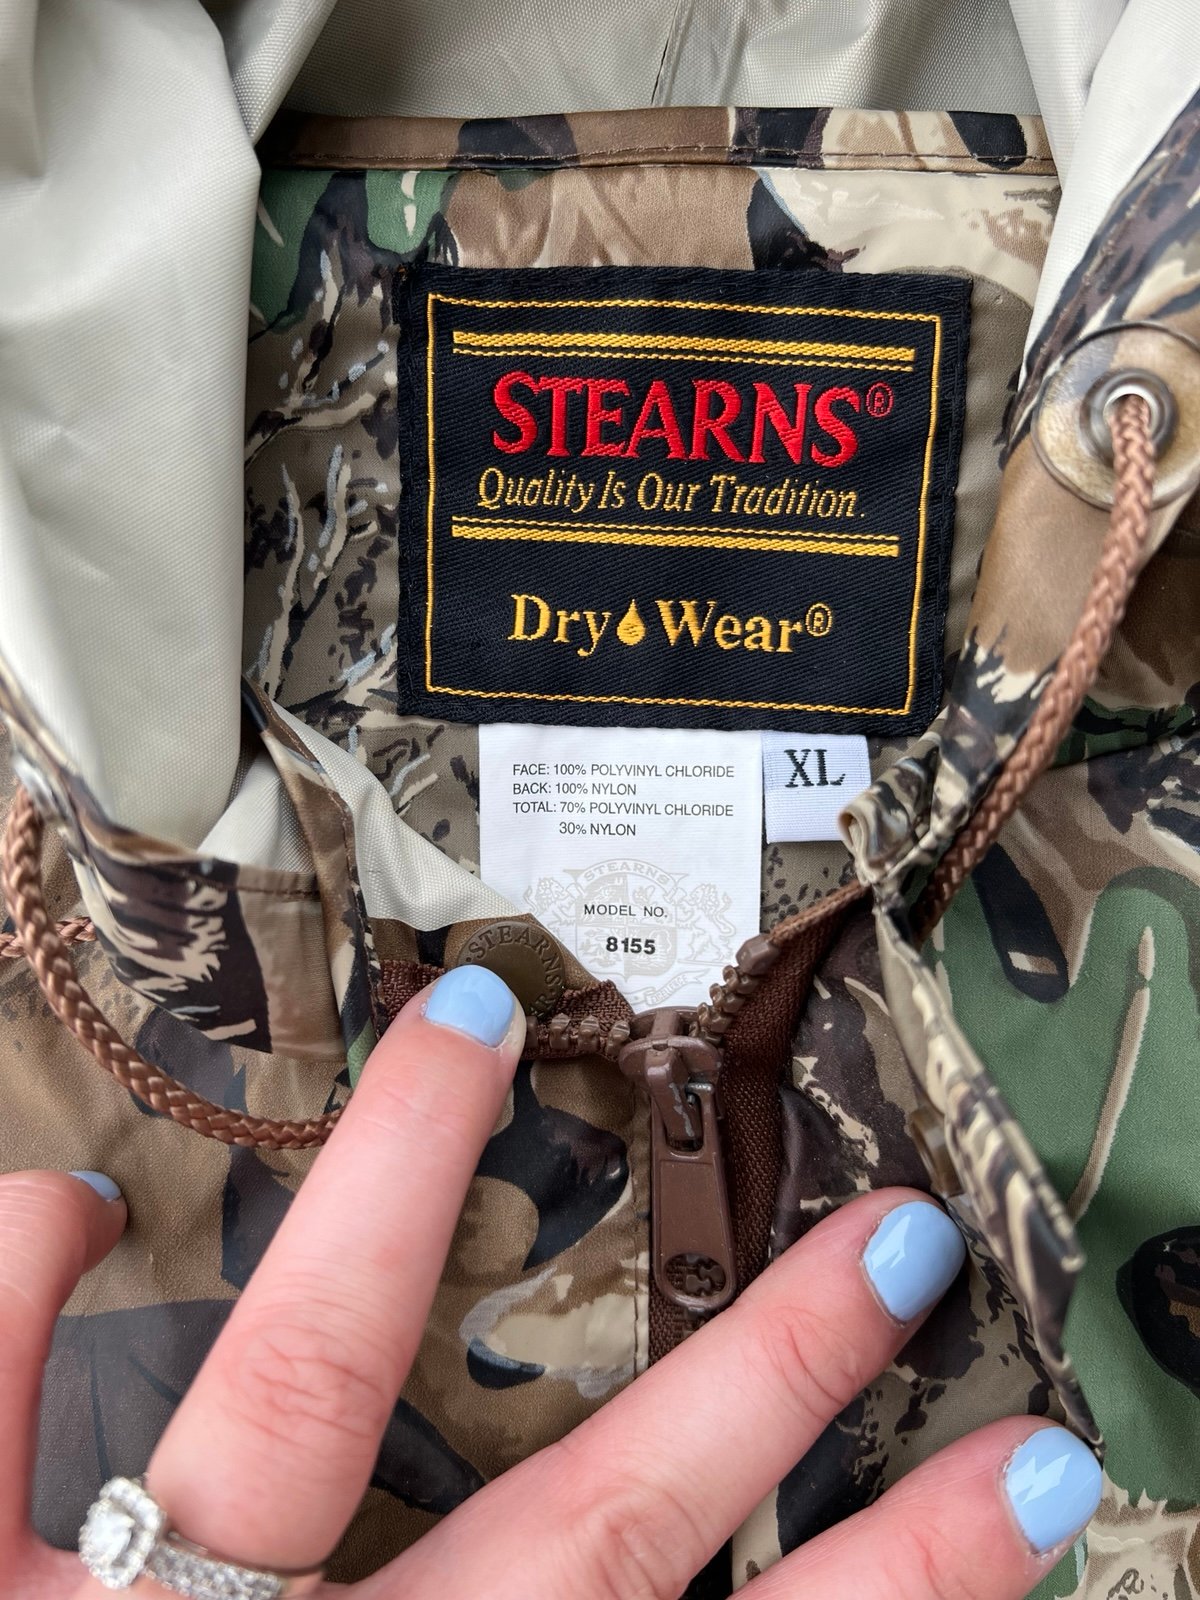 STEARNS®
Quality Is Our Tradition.
Dry Wear®
FACE: 100% POLYVINYL CHLORIDE
BACK: 100% NYLON
TOTAL: 70% POLYVINYL CHLORIDE
30% NYLON
XL
STEARNS
MODEL NO.
8155
STEARNS